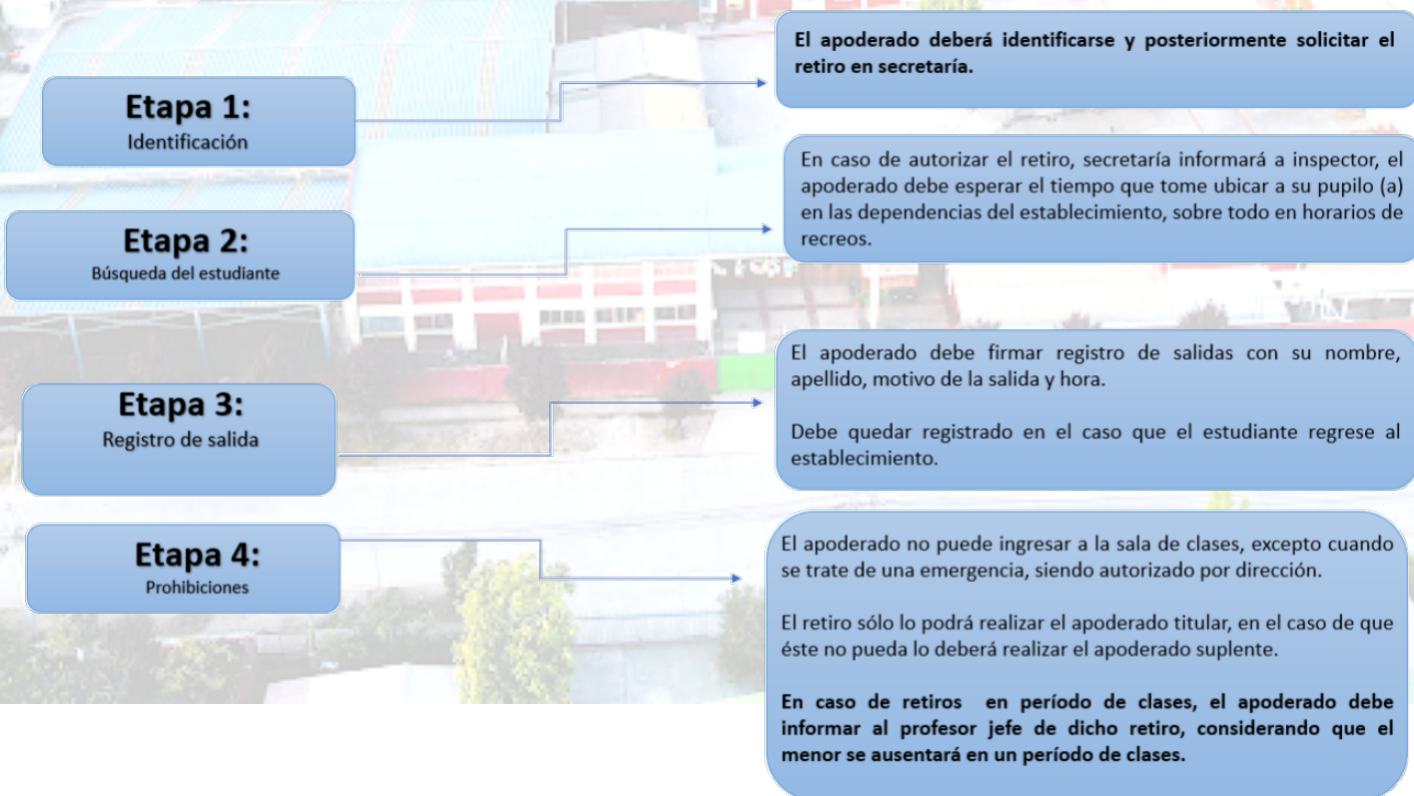 Etapa 1:
Identificación
El apoderado deberá identificarse y posteriormente solicitar el
retiro en secretaría.
Etapa 2:
Búsqueda del estudiante
En caso de autorizar el retiro, secretaría informará a inspector, el
apoderado debe esperar el tiempo que tome ubicar a su pupilo (a)
en las dependencias del establecimiento, sobre todo en horarios de
recreos.
Etapa 3:
Registro de salida
El apoderado debe firmar registro de salidas con su nombre,
apellido, motivo de la salida y hora.
Debe quedar registrado en el caso que el estudiante regrese al
establecimiento.
Etapa 4:
Prohibiciones
El apoderado no puede ingresar a la sala de clases, excepto cuando
se trate de una emergencia, siendo autorizado por dirección.
El retiro sólo lo podrá realizar el apoderado titular, en el caso de que
éste no pueda lo deberá realizar el apoderado suplente.
En caso de retiros en período de clases, el apoderado debe
informar al profesor jefe de dicho retiro, considerando que el
menor se ausentará en un período de clases.